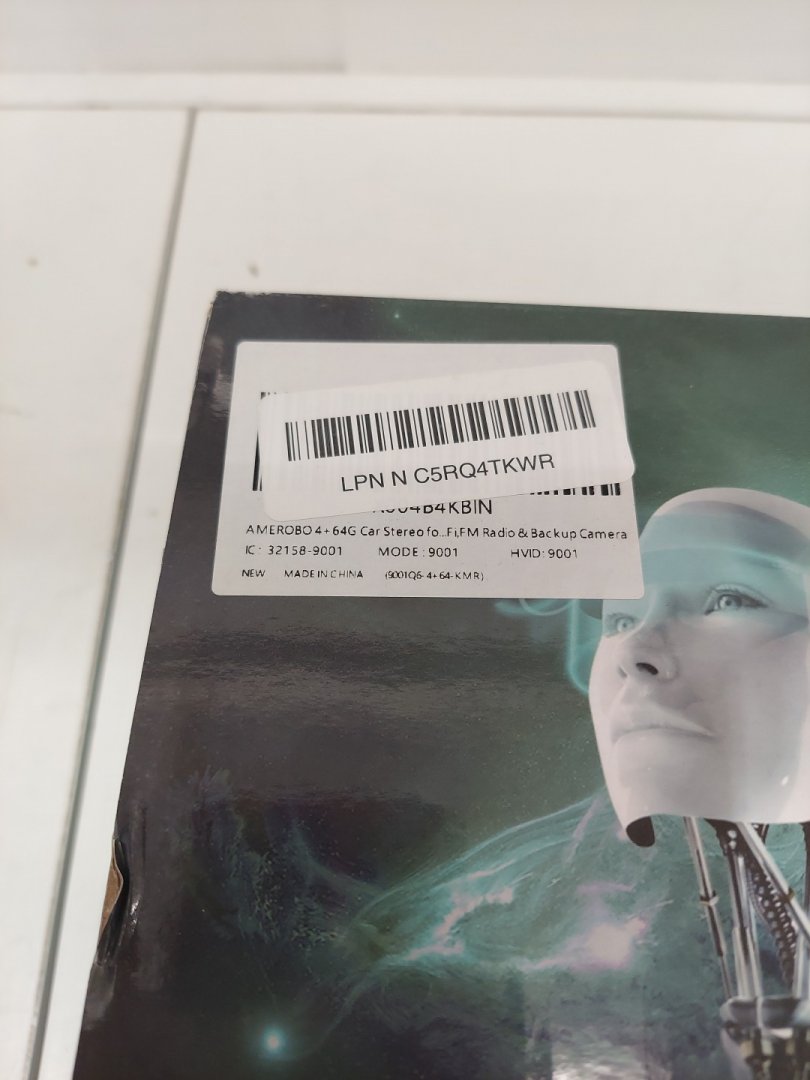 LPN N C5RQ4TKWR
AMEROBO 4+64G Car Stereo fo...Fi,FM Radio & Backup Camera
IC: 32158-9001 MODE: 9001 HVID: 9001
NEW MADE IN CHINA (9001Q6-4+64-KMR)